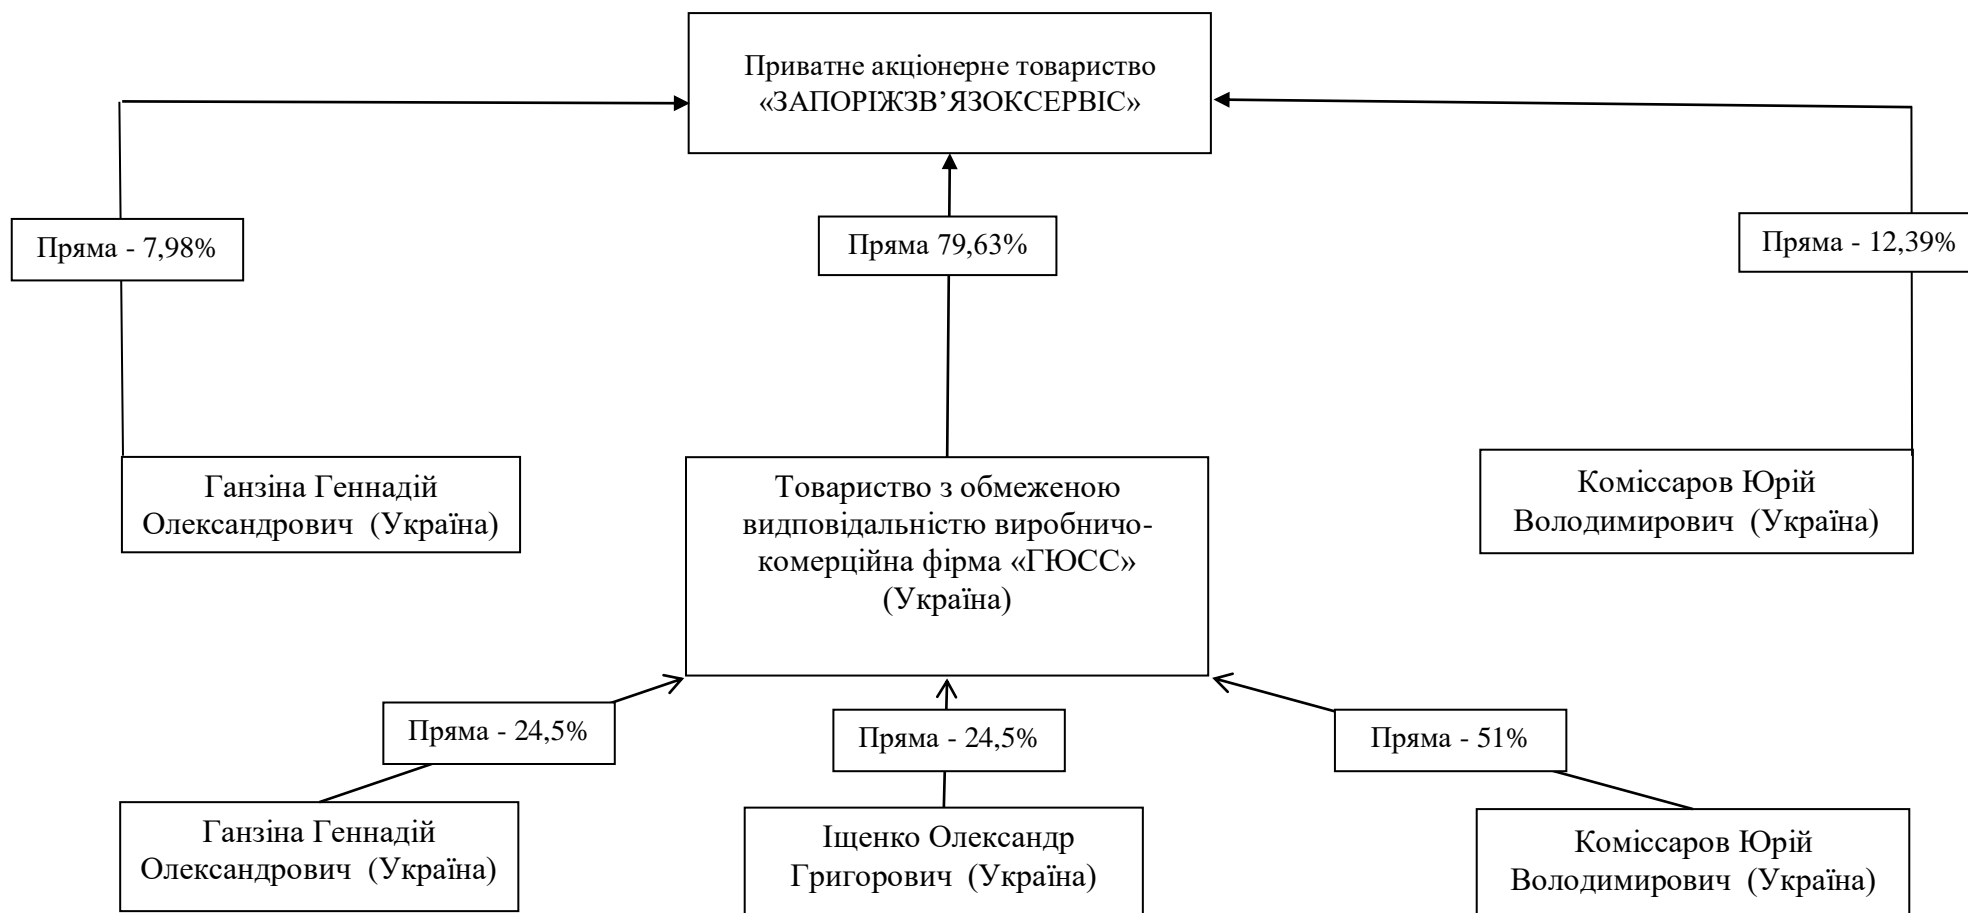 Приватне акціонерне товариство
«ЗАПОРІЖЗВ’ЯЗОКСЕРВІС»
Пряма - 7,98%
Пряма 79,63%
Пряма - 12,39%
Ганзіна Геннадій
Олександрович (Україна)
Товариство з обмеженою
видповідальністю виробничо-
комерційна фірма «ГЮСС»
(Україна)
Коміссаров Юрій
Володимирович (Україна)
Пряма - 24,5%
Пряма - 24,5%
Пряма - 51%
Ганзіна Геннадій
Олександрович (Україна)
Іщенко Олександр
Григорович (Україна)
Коміссаров Юрій
Володимирович (Україна)